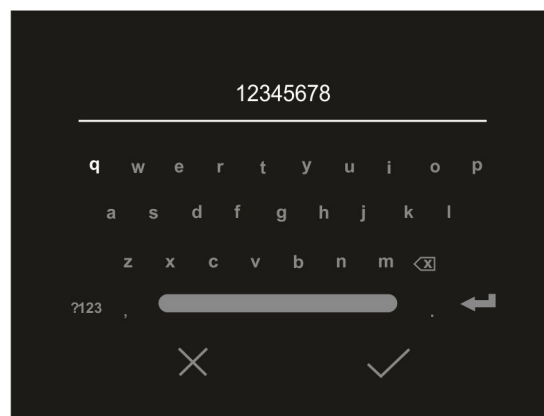 12345678
q w e r t y u i o p
a s d f g h j k l
z x c v b n m
?123 , .